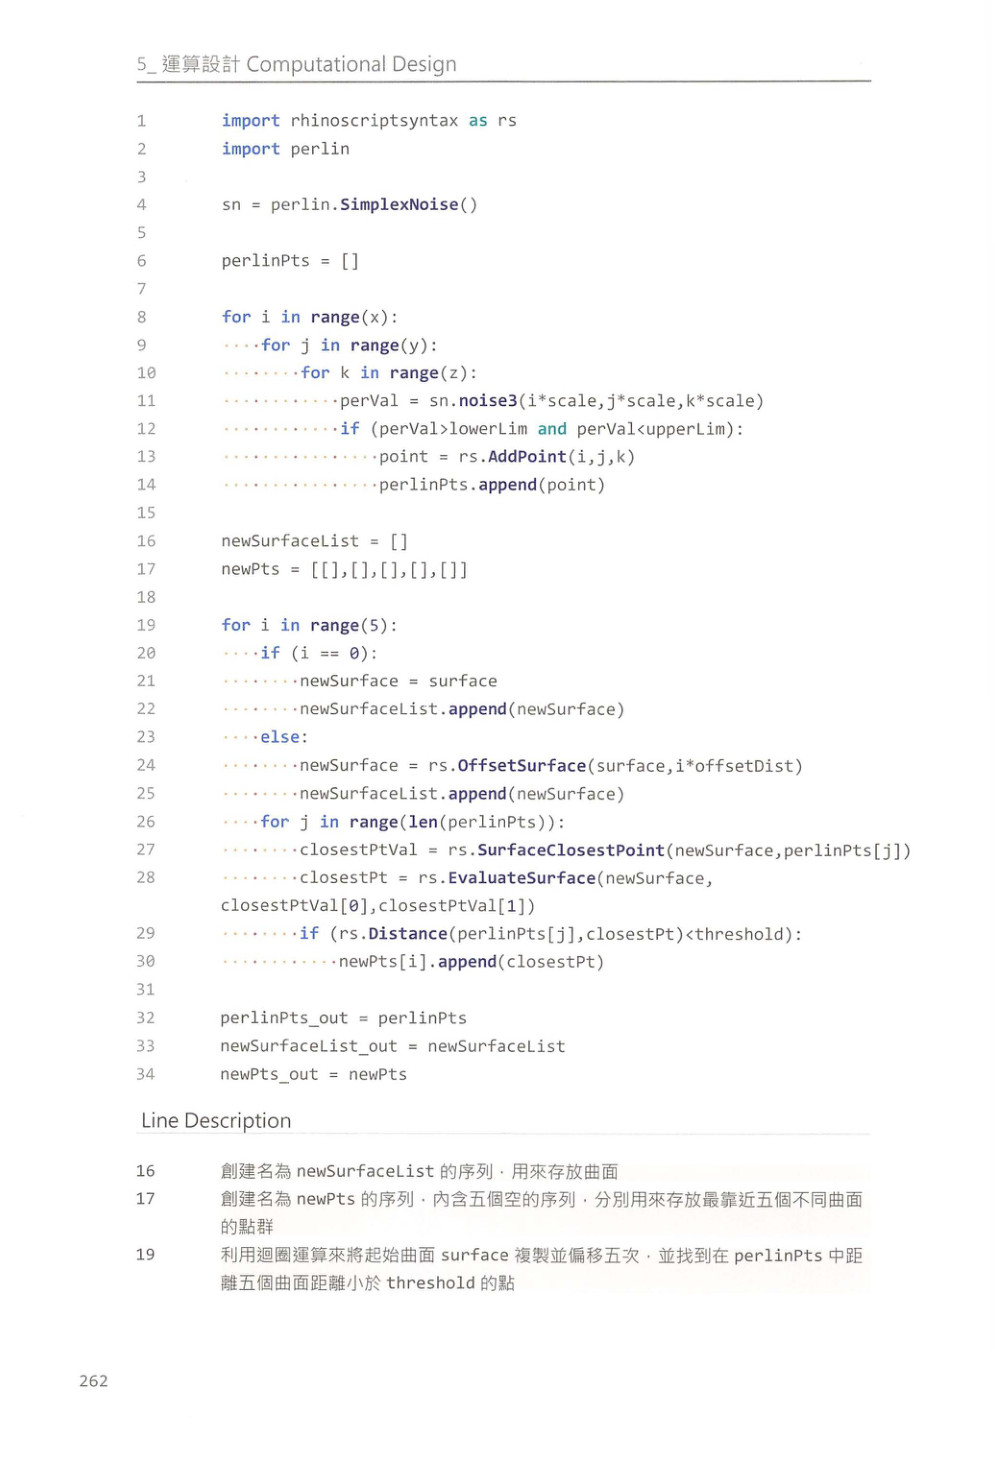 5_ 運算設計 Computational Design
1 import rhinoscriptsyntax as rs
2 import perlin
3
4 sn = perlin.SimplexNoise()
5
6 perlinPts = []
7
8 for i in range(x):
9 ····for j in range(y):
10 ········for k in range(z):
11 ············perVal = sn.noise3(i*scale,j*scale,k*scale)
12 ············if (perVal>lowerLim and perVal<upperLim):
13 ················point = rs.AddPoint(i,j,k)
14 ················perlinPts.append(point)
15
16 newSurfaceList = []
17 newPts = [[],[],[],[],[]]
18
19 for i in range(5):
20 ····if (i == 0):
21 ········newSurface = surface
22 ········newSurfaceList.append(newSurface)
23 ····else:
24 ········newSurface = rs.OffsetSurface(surface,i*offsetDist)
25 ········newSurfaceList.append(newSurface)
26 ····for j in range(len(perlinPts)):
27 ········closestPtVal = rs.SurfaceClosestPoint(newSurface,perlinPts[j])
28 ········closestPt = rs.EvaluateSurface(newSurface,
closestPtVal[0],closestPtVal[1])
29 ········if (rs.Distance(perlinPts[j],closestPt)<threshold):
30 ············newPts[i].append(closestPt)
31
32 perlinPts_out = perlinPts
33 newSurfaceList_out = newSurfaceList
34 newPts_out = newPts
Line Description
16 創建名為 newSurfaceList 的序列，用來存放曲面
17 創建名為 newPts 的序列，內含五個空的序列，分別用來存放最靠近五個不同曲面
的點群
19 利用迴圈運算來將起始曲面 surface 複製並偏移五次，並找到在 perlinPts 中距
離五個曲面距離小於 threshold 的點
262